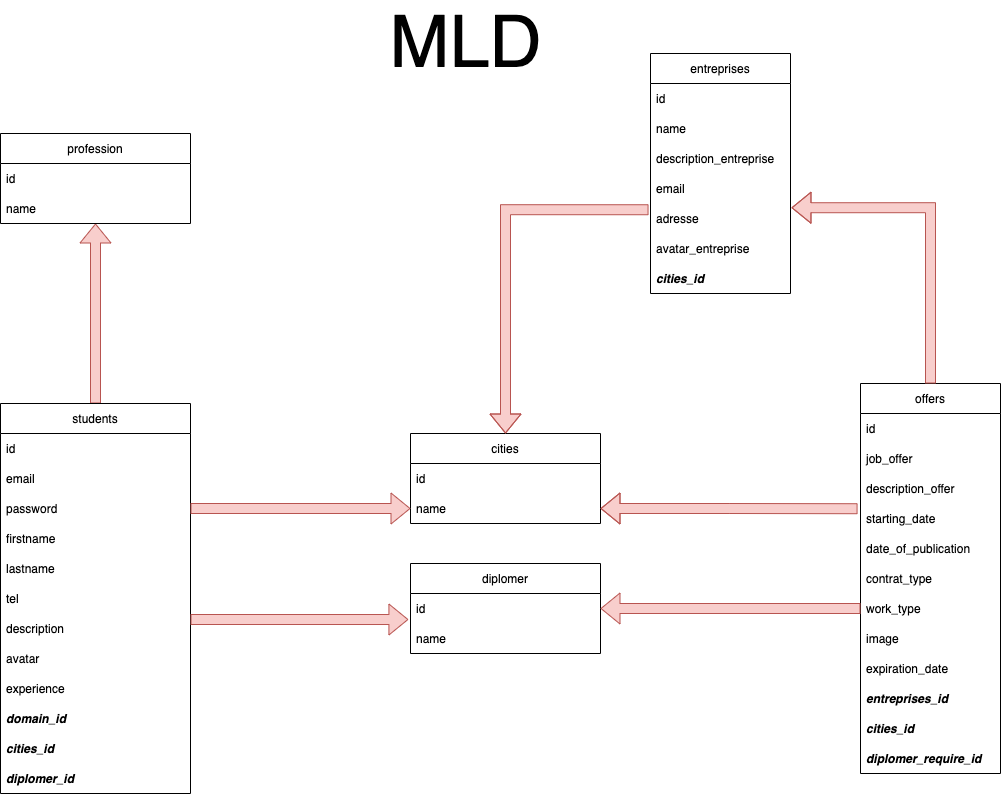 MLD
entreprises
id
name
description_entreprise
email
adresse
avatar_entreprise
cities_id
profession
id
name
students
id
email
password
firstname
lastname
tel
description
avatar
experience
domain_id
cities_id
diplomer_id
cities
id
name
diplomer
id
name
offers
id
job_offer
description_offer
starting_date
date_of_publication
contrat_type
work_type
image
expiration_date
entreprises_id
cities_id
diplomer_require_id